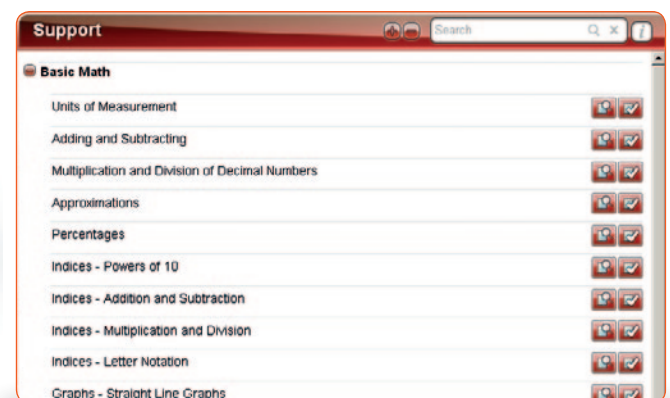 Support
Search
Basic Math
Units of Measurement
Adding and Subtracting
Multiplication and Division of Decimal Numbers
Approximations
Percentages
Indices - Powers of 10
Indices - Addition and Subtraction
Indices - Multiplication and Division
Indices - Letter Notation
Graphs - Straight Line Graphs